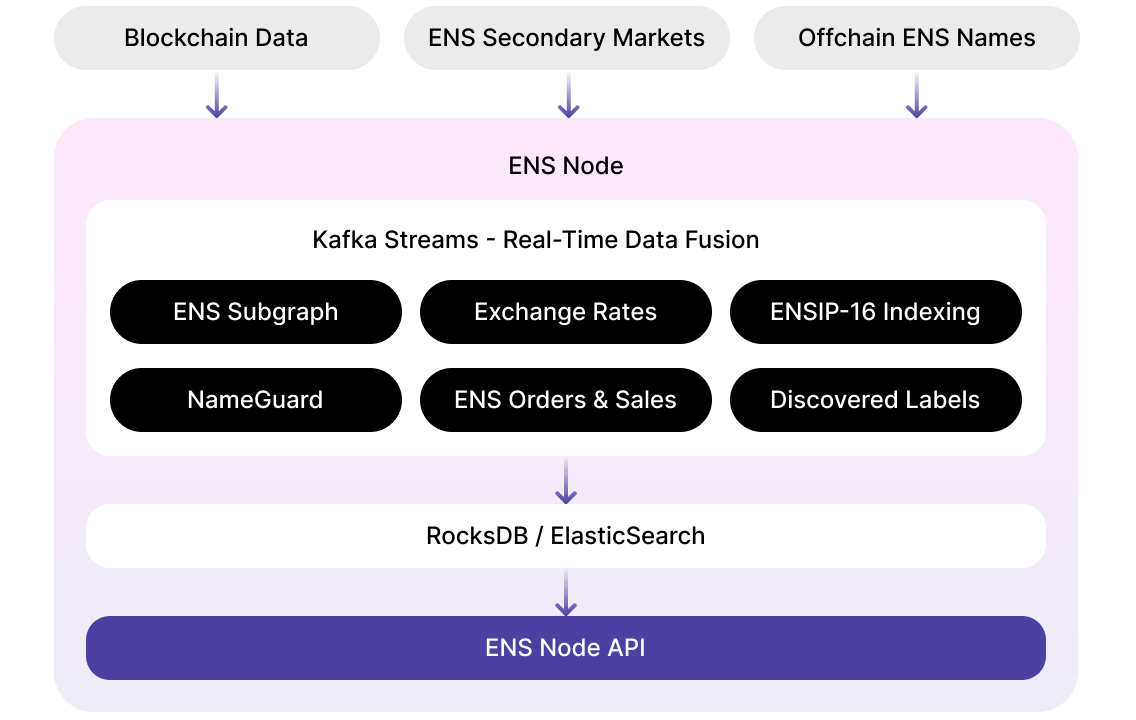 Blockchain Data
ENS Secondary Markets
Offchain ENS Names
ENS Node
Kafka Streams - Real-Time Data Fusion
ENS Subgraph
Exchange Rates
ENSIP-16 Indexing
NameGuard
ENS Orders & Sales
Discovered Labels
RocksDB / ElasticSearch
ENS Node API